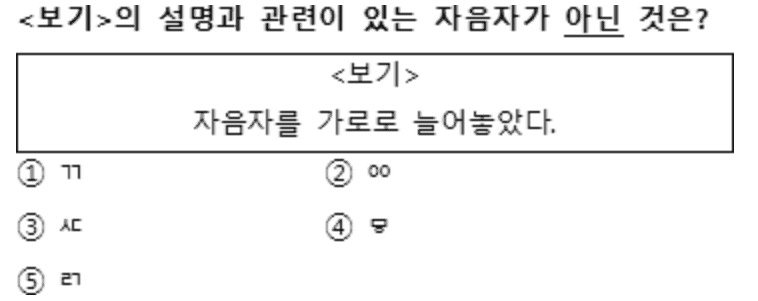 <보기>의 설명과 관련이 있는 자음자가 아닌 것은?
<보기>
자음자를 가로로 늘어놓았다.
① ㄲ
② ㆀ
③ ㅼ
④ ㅱ
⑤ ㄺ